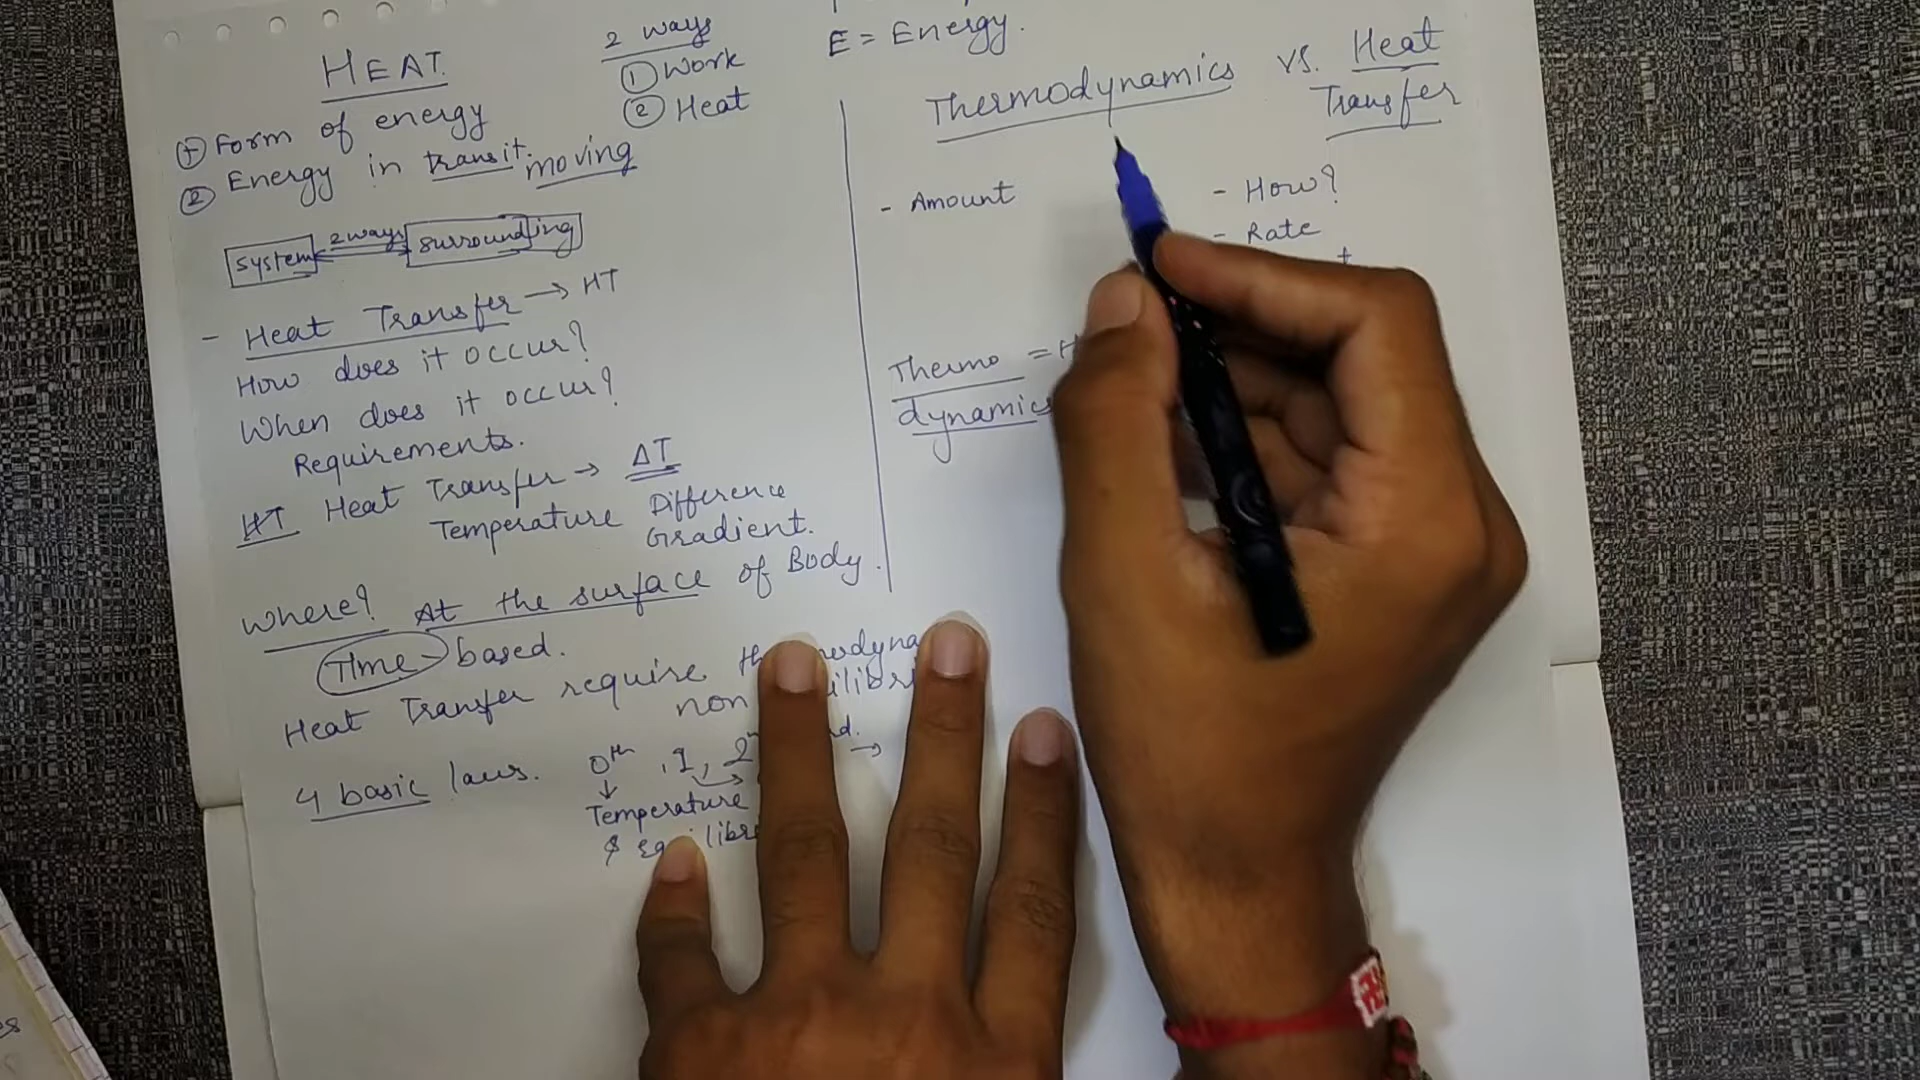 HEAT
① Form of energy
② Energy in transit. moving
2 ways
① Work
② Heat
System 2 ways surrounding
- Heat Transfer → HT
How does it occur?
When does it occur?
Requirements.
HT Heat Transfer → ΔT
Temperature Difference
Gradient.
Where? At the surface of Body.
Time - based.
Heat Transfer require
non
4 basic laws. 0th, 1, 2
Temperature
&
E = Energy.
Thermodynamics vs. Heat
Transfer
- Amount
- How?
- Rate
Thermo =
dynamics